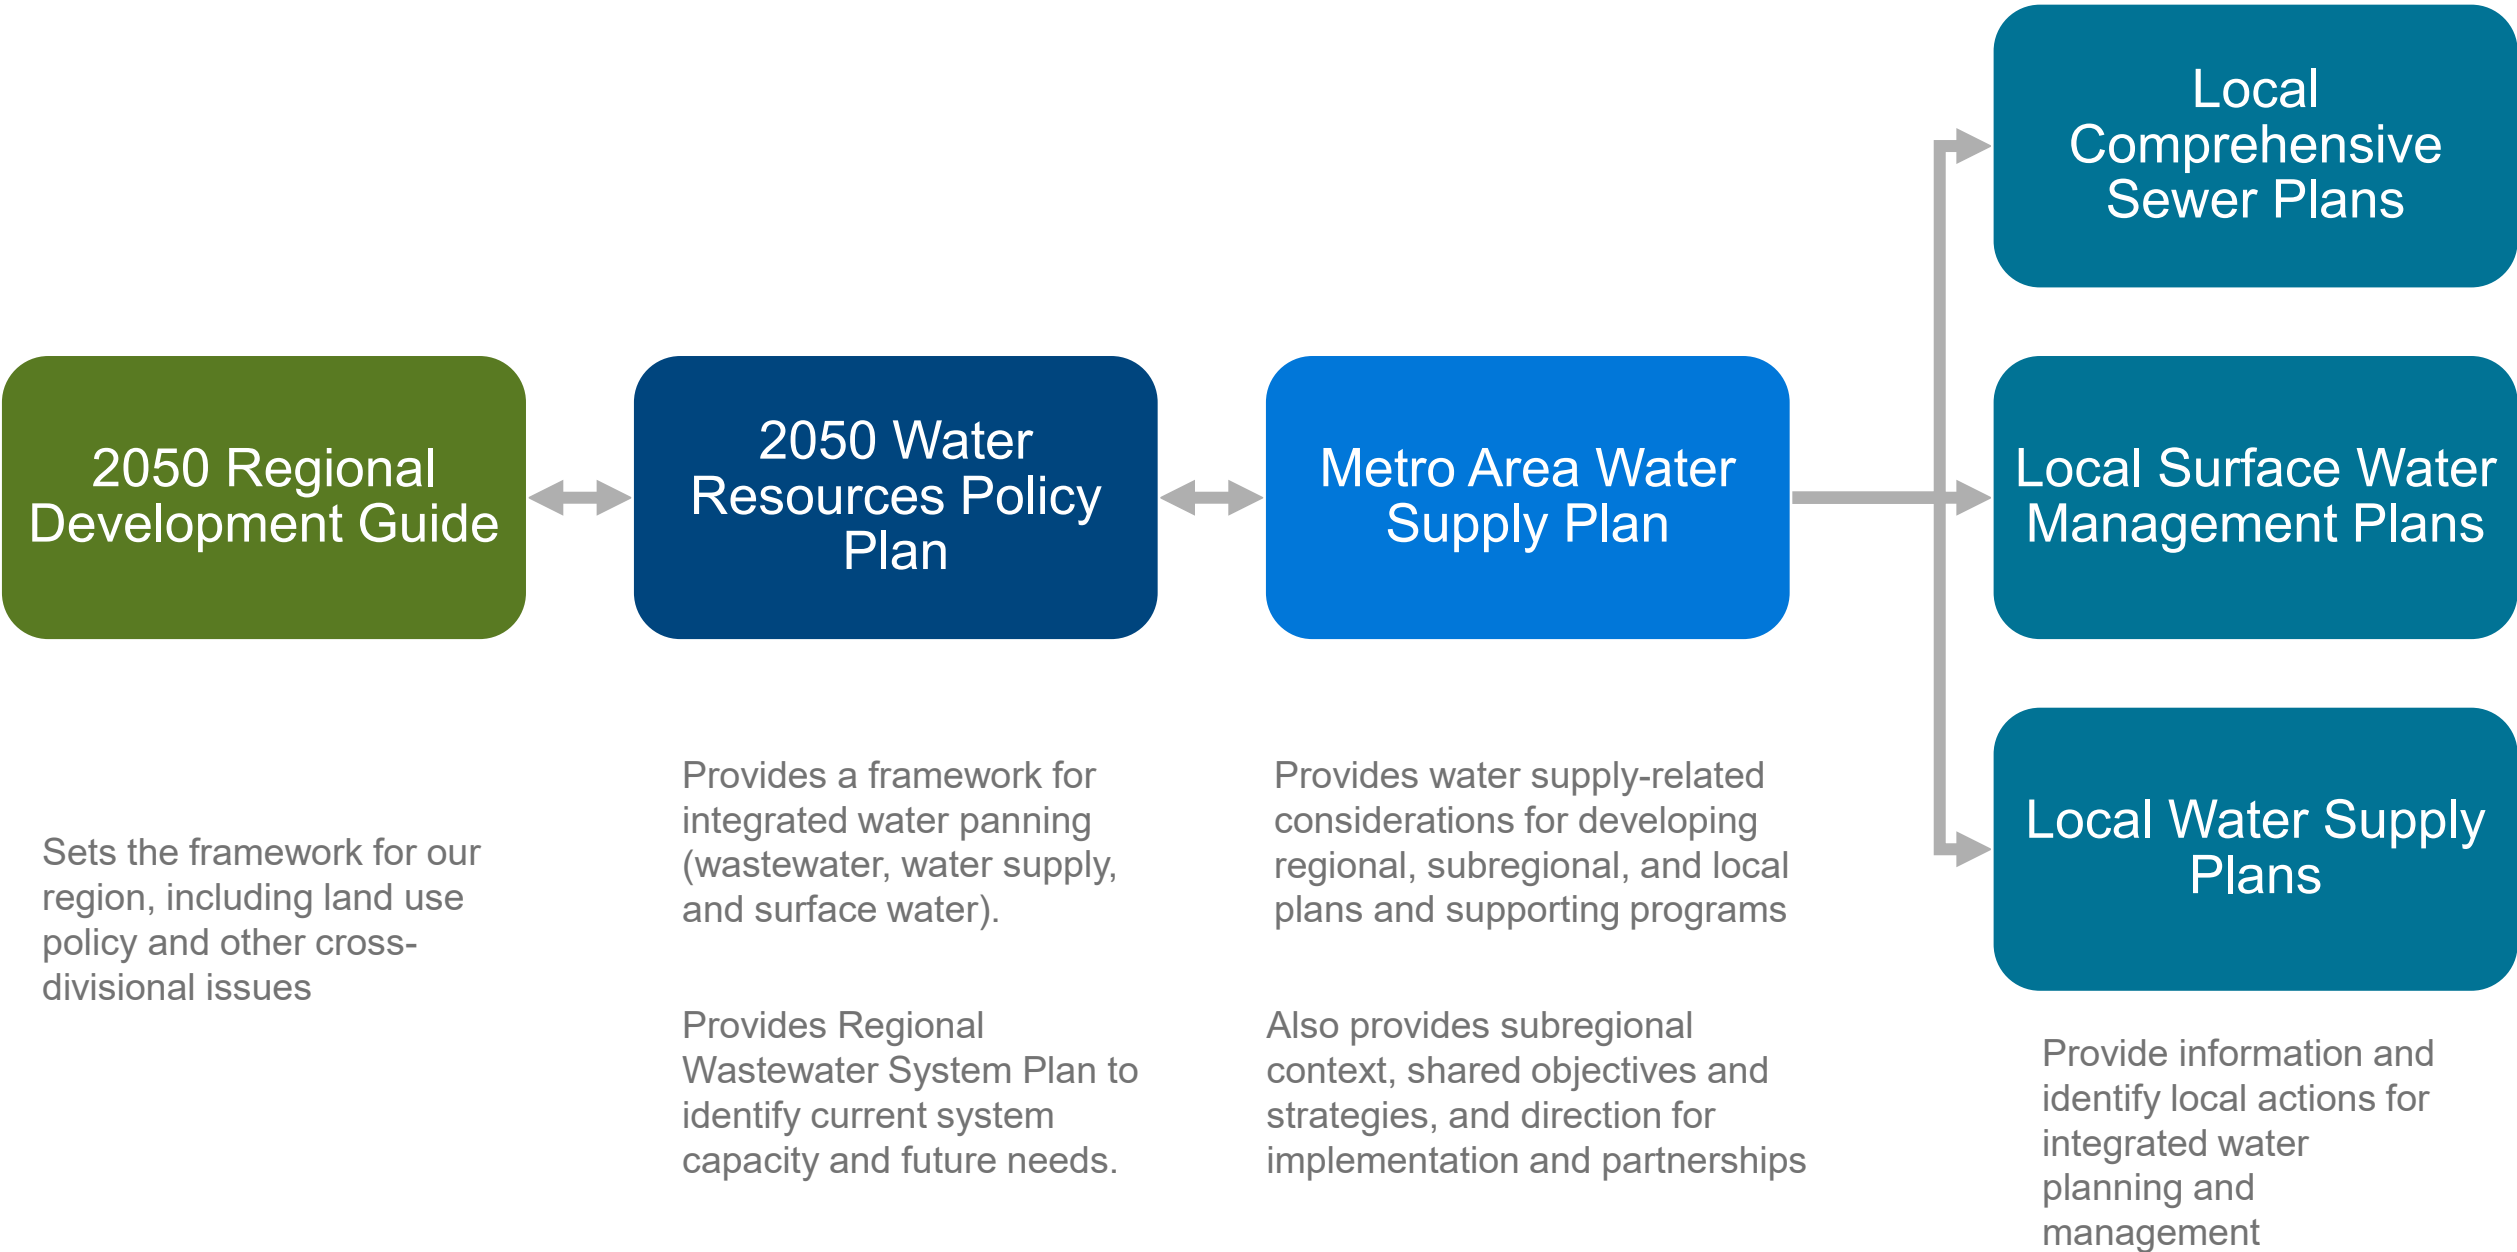 Local
Comprehensive
Sewer Plans
2050 Regional
Development Guide
2050 Water
Resources Policy
Plan
Metro Area Water
Supply Plan
Local Surface Water
Management Plans
Local Water Supply
Plans
Sets the framework for our
region, including land use
policy and other cross-
divisional issues
Provides a framework for
integrated water panning
(wastewater, water supply,
and surface water).
Provides Regional
Wastewater System Plan to
identify current system
capacity and future needs.
Provides water supply-related
considerations for developing
regional, subregional, and local
plans and supporting programs
Also provides subregional
context, shared objectives and
strategies, and direction for
implementation and partnerships
Provide information and
identify local actions for
integrated water
planning and
management